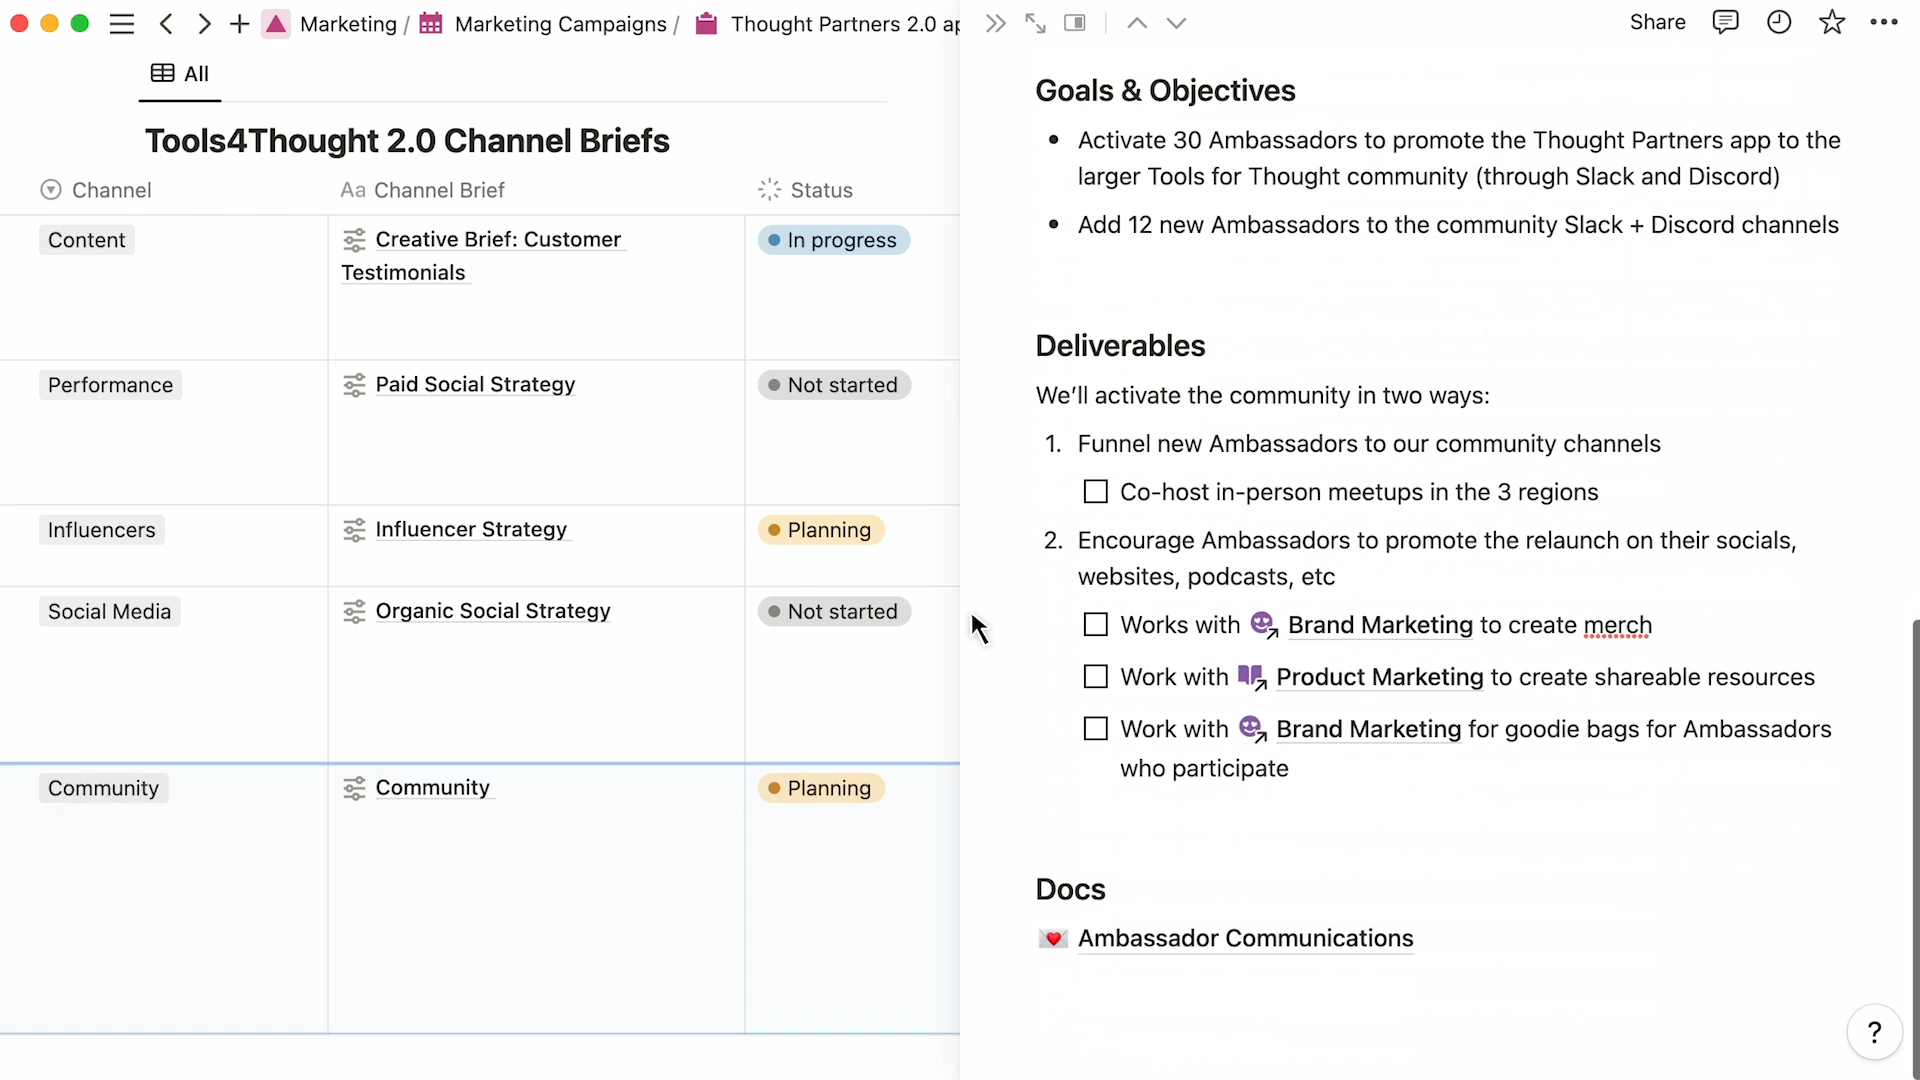 Marketing / Marketing Campaigns / Thought Partners 2.0 ap
All
Tools4Thought 2.0 Channel Briefs
Channel
Aa Channel Brief
Status
Content
Creative Brief: Customer
Testimonials
In progress
Performance
Paid Social Strategy
Not started
Influencers
Influencer Strategy
Planning
Social Media
Organic Social Strategy
Not started
Community
Community
Planning
Share
Goals & Objectives
• Activate 30 Ambassadors to promote the Thought Partners app to the
larger Tools for Thought community (through Slack and Discord)
• Add 12 new Ambassadors to the community Slack + Discord channels
Deliverables
We’ll activate the community in two ways:
1. Funnel new Ambassadors to our community channels
Co-host in-person meetups in the 3 regions
2. Encourage Ambassadors to promote the relaunch on their socials,
websites, podcasts, etc
Works with Brand Marketing to create merch
Work with Product Marketing to create shareable resources
Work with Brand Marketing for goodie bags for Ambassadors
who participate
Docs
Ambassador Communications
?